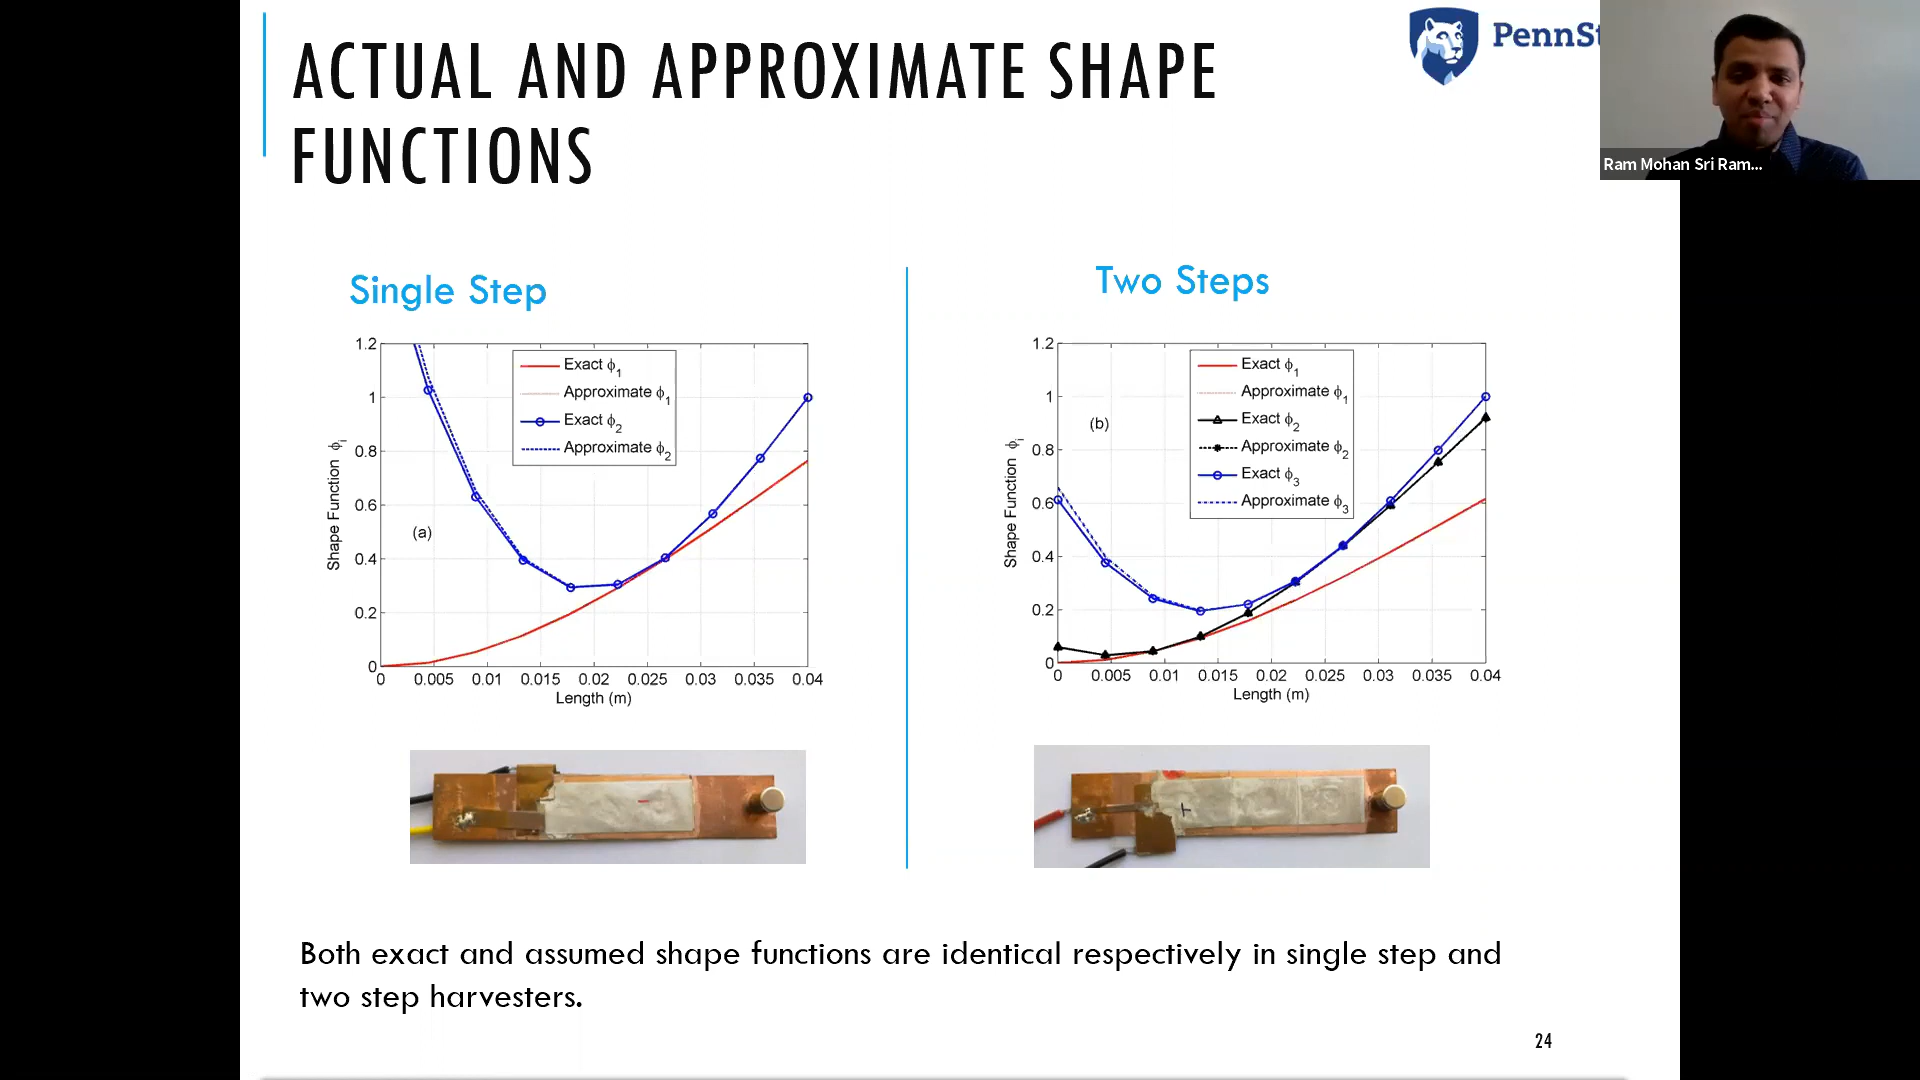 ACTUAL AND APPROXIMATE SHAPE
FUNCTIONS
PennSt
Ram Mohan Sri Ram...
Single Step
Two Steps
1.2
1
0.8
0.6
0.4
0.2
0
Shape Function ϕi
(a)
Exact ϕ1
Approximate ϕ1
Exact ϕ2
Approximate ϕ2
0 0.005 0.01 0.015 0.02 0.025 0.03 0.035 0.04
Length (m)
1.2
1
0.8
0.6
0.4
0.2
0
Shape Function ϕi
(b)
Exact ϕ1
Approximate ϕ1
Exact ϕ2
Approximate ϕ2
Exact ϕ3
Approximate ϕ3
0 0.005 0.01 0.015 0.02 0.025 0.03 0.035 0.04
Length (m)
Both exact and assumed shape functions are identical respectively in single step and
two step harvesters.
24